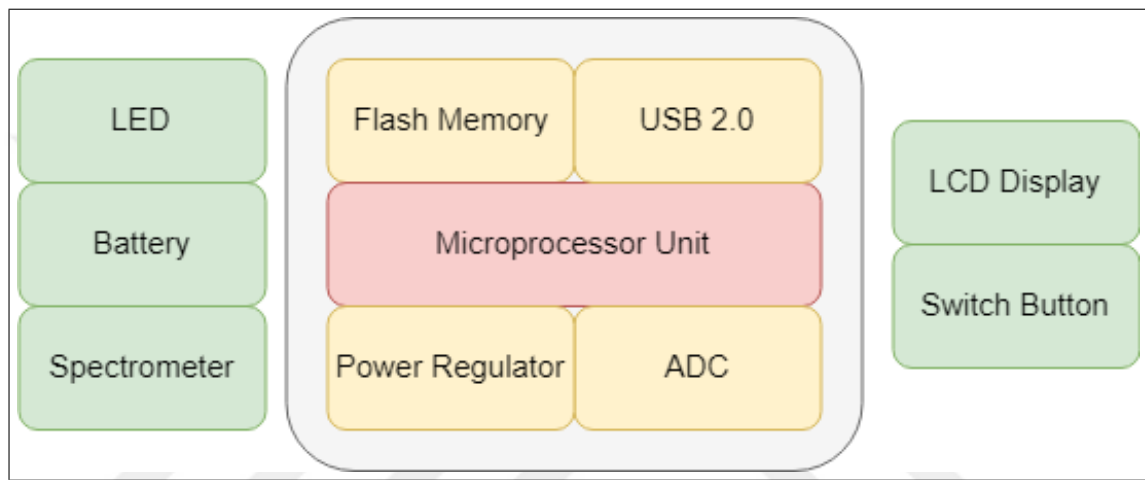 LED
Battery
Spectrometer
Flash Memory
USB 2.0
Microprocessor Unit
Power Regulator
ADC
LCD Display
Switch Button